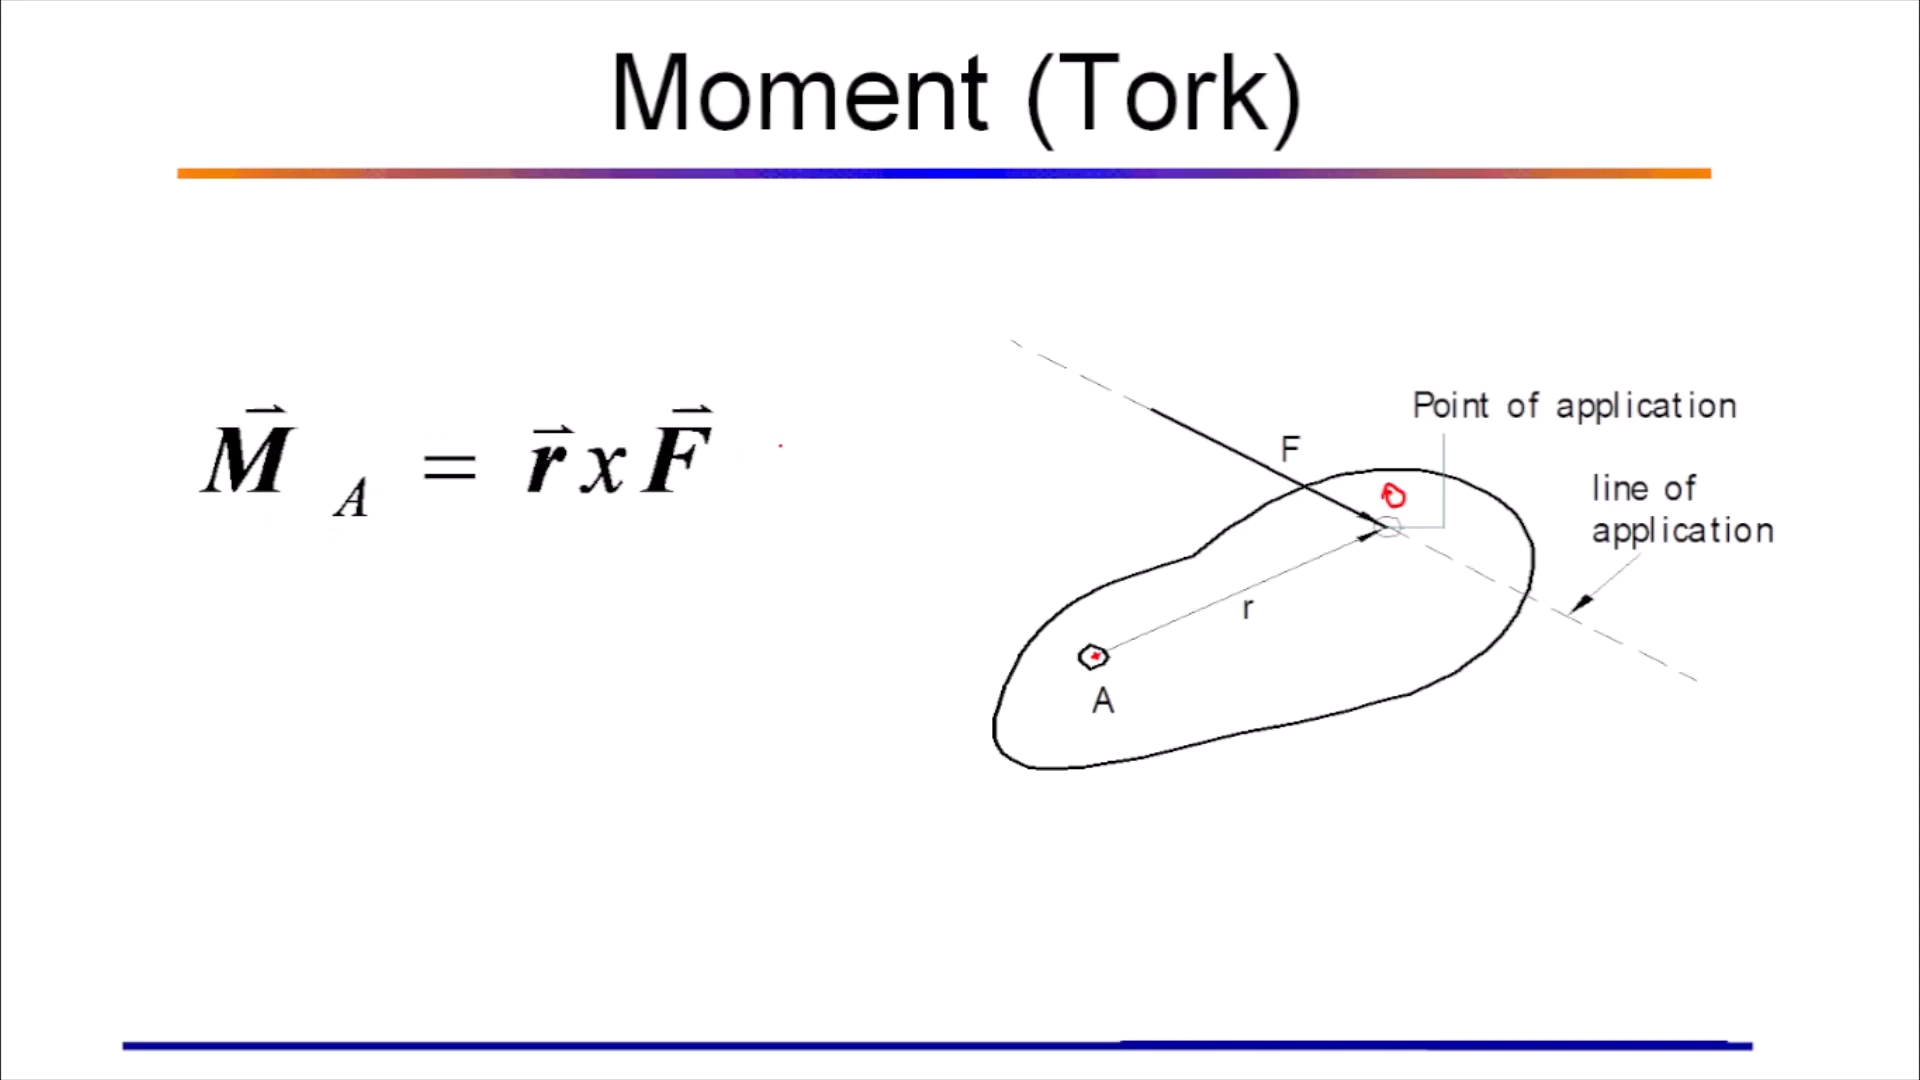 Moment (Tork)
M⃗ A = r⃗ x F⃗
Point of application
F
line of
application
r
A